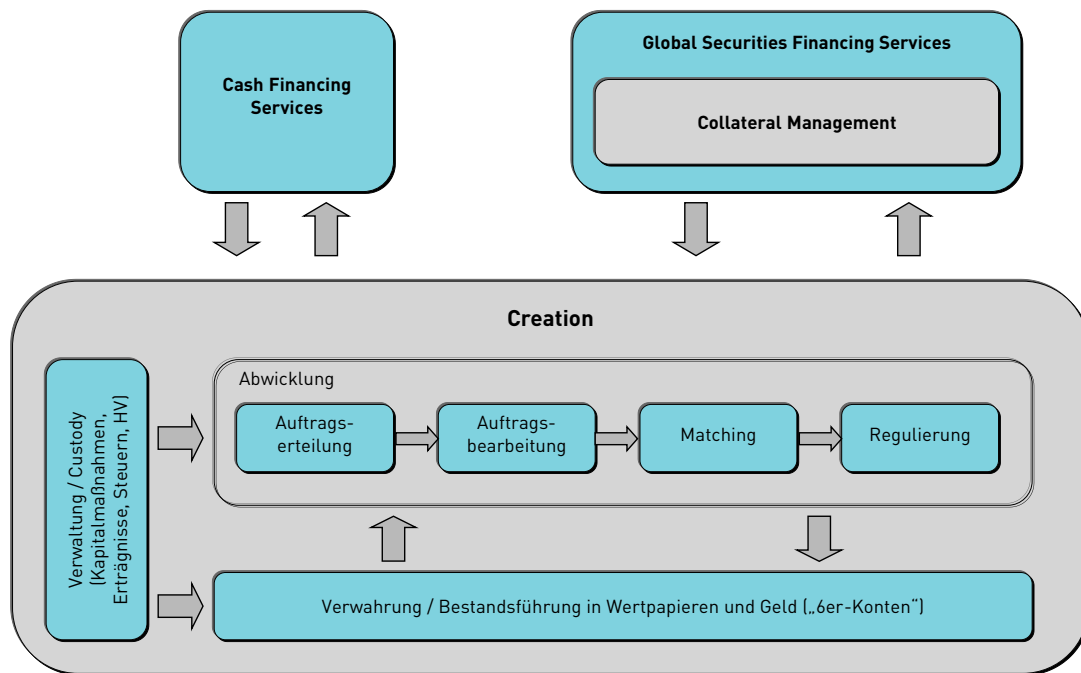 Cash Financing
Services
Global Securities Financing Services
Collateral Management
Creation
Verwaltung / Custody
(Kapitalmaßnahmen,
Erträgnisse, Steuern, HV)
Abwicklung
Auftrags-
erteilung
Auftrags-
bearbeitung
Matching
Regulierung
Verwahrung / Bestandsführung in Wertpapieren und Geld („6er-Konten“)